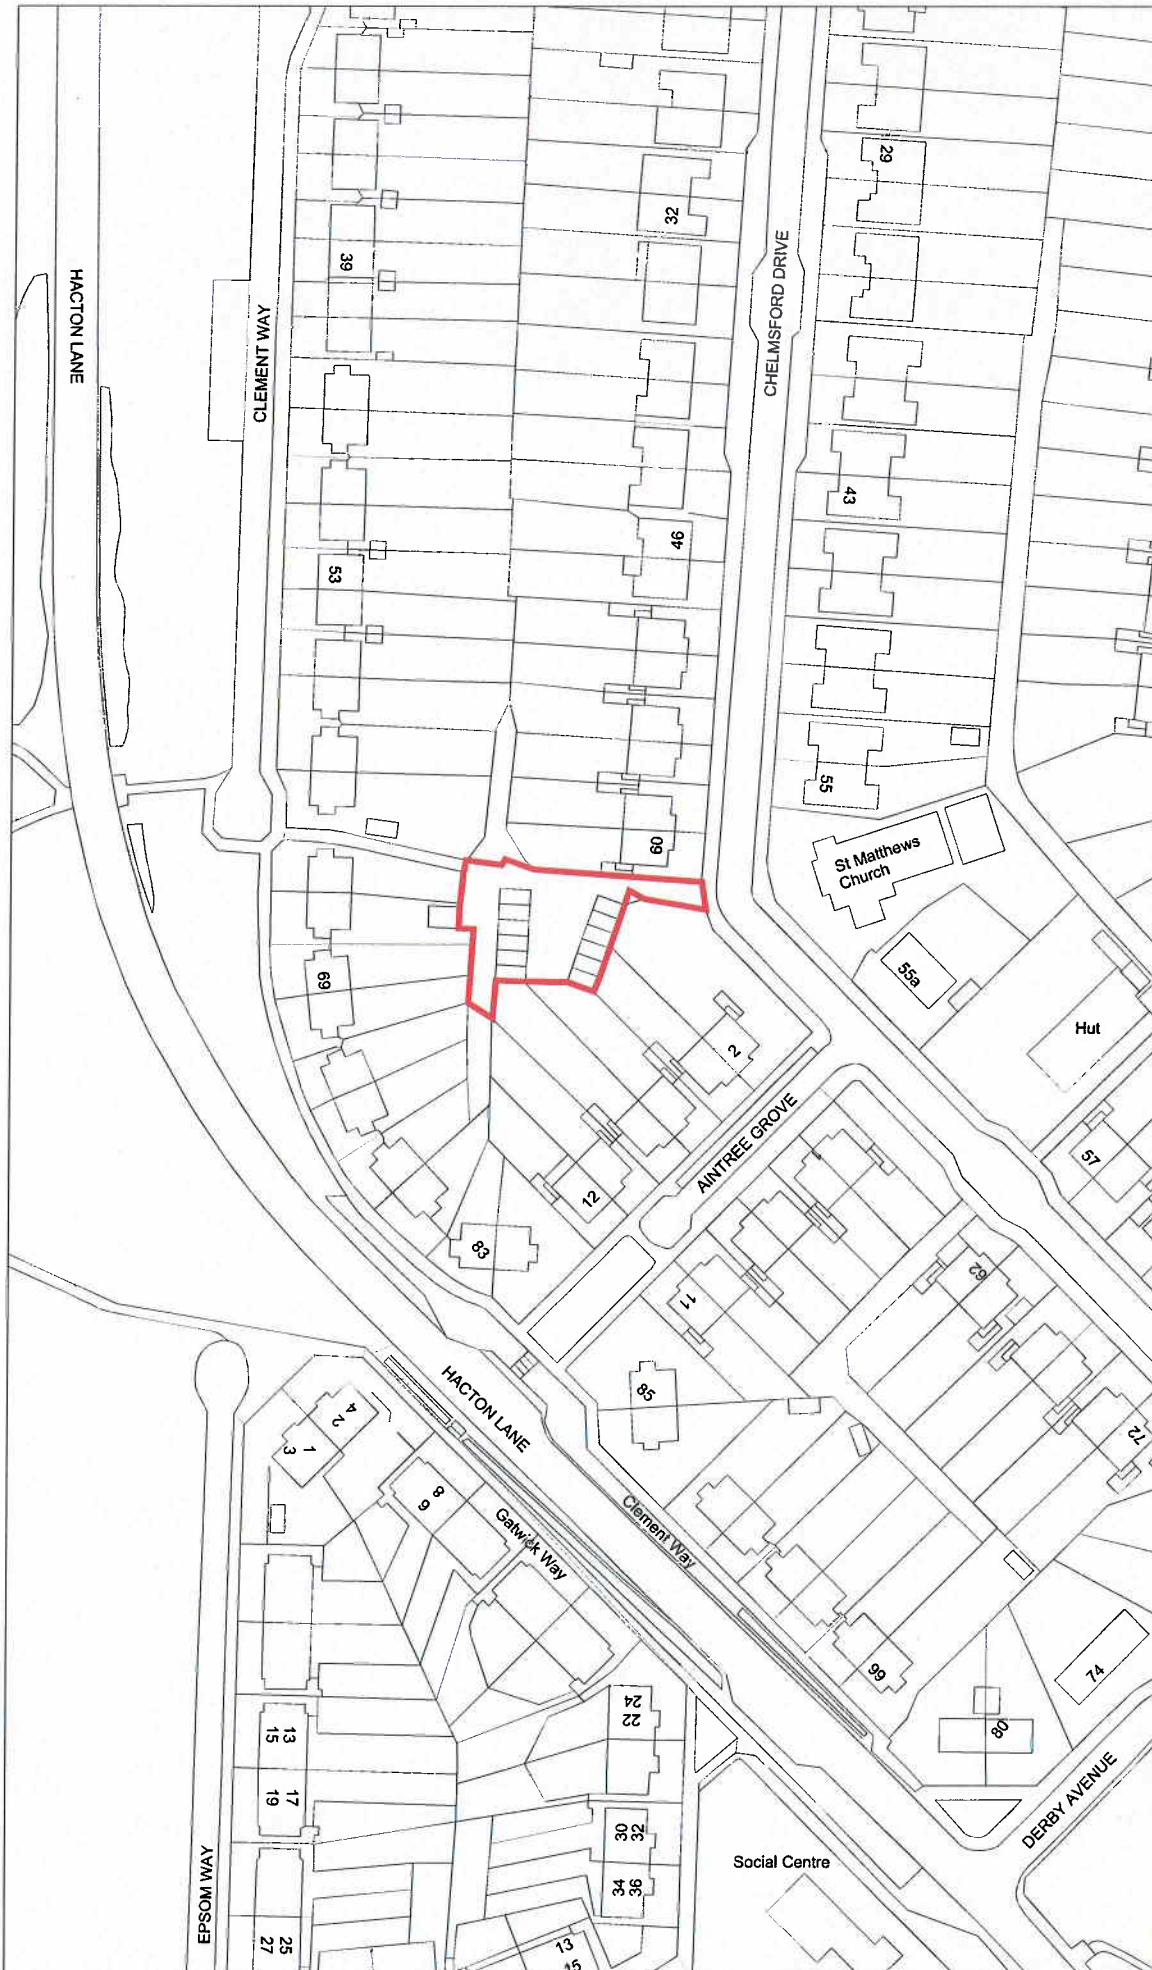 29
32
CHELMSFORD DRIVE
HACTON LANE
39
CLEMENT WAY
43
46
53
55
60
St Matthews
Church
55a
69
Hut
2
AINTREE GROVE
57
12
83
62
11
85
HACTON LANE
72
4
2
1
3
8
6
Gatwick Way
Clement Way
99
74
80
24
22
13
15
17
19
DERBY AVENUE
30
32
34
36
Social Centre
EPSOM WAY
25
27
13
15